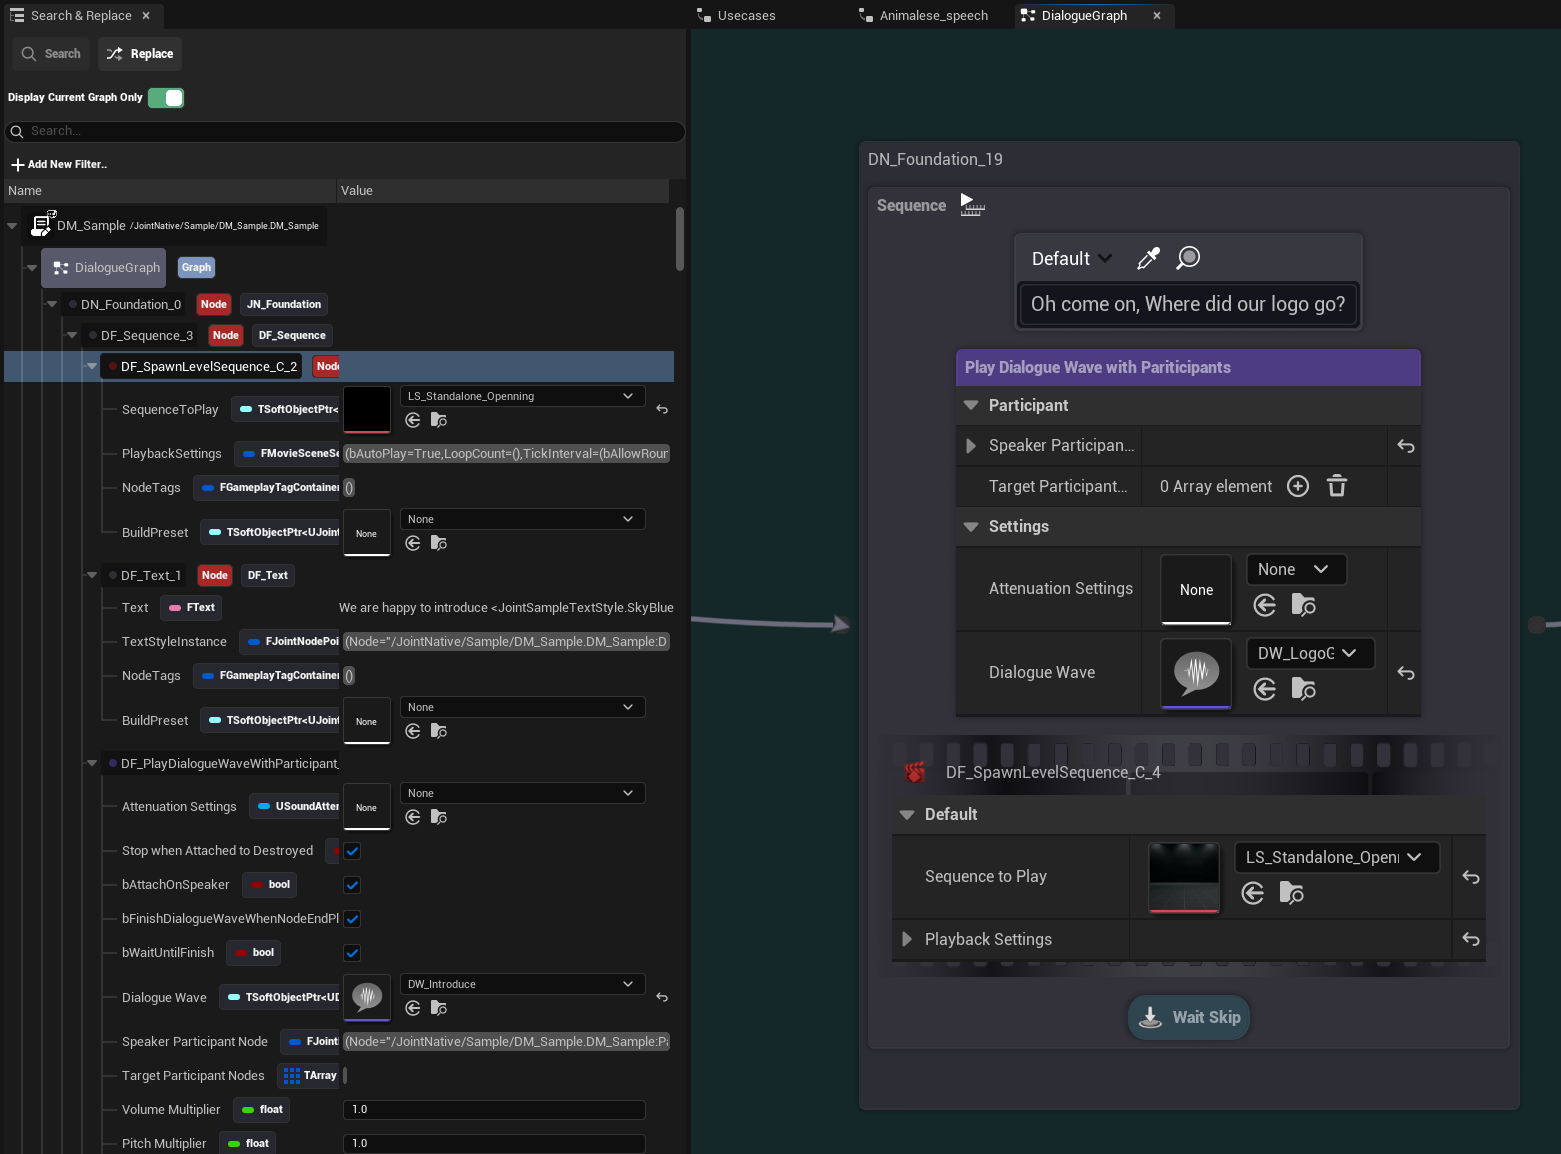 Search & Replace
Usecases
Animalese_speech
DialogueGraph
Search
Replace
Display Current Graph Only
Search...
Add New Filter..
Name
Value
DM_Sample /JointNative/Sample/DM_Sample.DM_Sample
DialogueGraph Graph
DN_Foundation_0 Node JN_Foundation
DF_Sequence_3 Node DF_Sequence
DF_SpawnLevelSequence_C_2 Node
SequenceToPlay TSoftObjectPtr< LS_Standalone_Openning
PlaybackSettings FMovieSceneSe (bAutoPlay=True,LoopCount=(),TickInterval=(bAllowRour
NodeTags FGameplayTagContainer ()
BuildPreset TSoftObjectPtr<UJoint None None
DF_Text_1 Node DF_Text
Text FText We are happy to introduce <JointSampleTextStyle.SkyBlue
TextStyleInstance FJointNodePoi (Node="/JointNative/Sample/DM_Sample.DM_Sample:D
NodeTags FGameplayTagContainer ()
BuildPreset TSoftObjectPtr<UJoint None None
DF_PlayDialogueWaveWithParticipant_
Attenuation Settings USoundAtter None None
Stop when Attached to Destroyed
bAttachOnSpeaker bool
bFinishDialogueWaveWhenNodeEndPl
bWaitUntilFinish bool
Dialogue Wave TSoftObjectPtr<UD DW_Introduce
Speaker Participant Node FJoint (Node="/JointNative/Sample/DM_Sample.DM_Sample:Pa
Target Participant Nodes TArray
Volume Multiplier float 1.0
Pitch Multiplier float 1.0
DN_Foundation_19
Sequence
Default
Oh come on, Where did our logo go?
Play Dialogue Wave with Pariticipants
Participant
Speaker Participan...
Target Participant... 0 Array element
Settings
Attenuation Settings None None
Dialogue Wave DW_LogoG
DF_SpawnLevelSequence_C_4
Default
Sequence to Play LS_Standalone_Openn
Playback Settings
Wait Skip